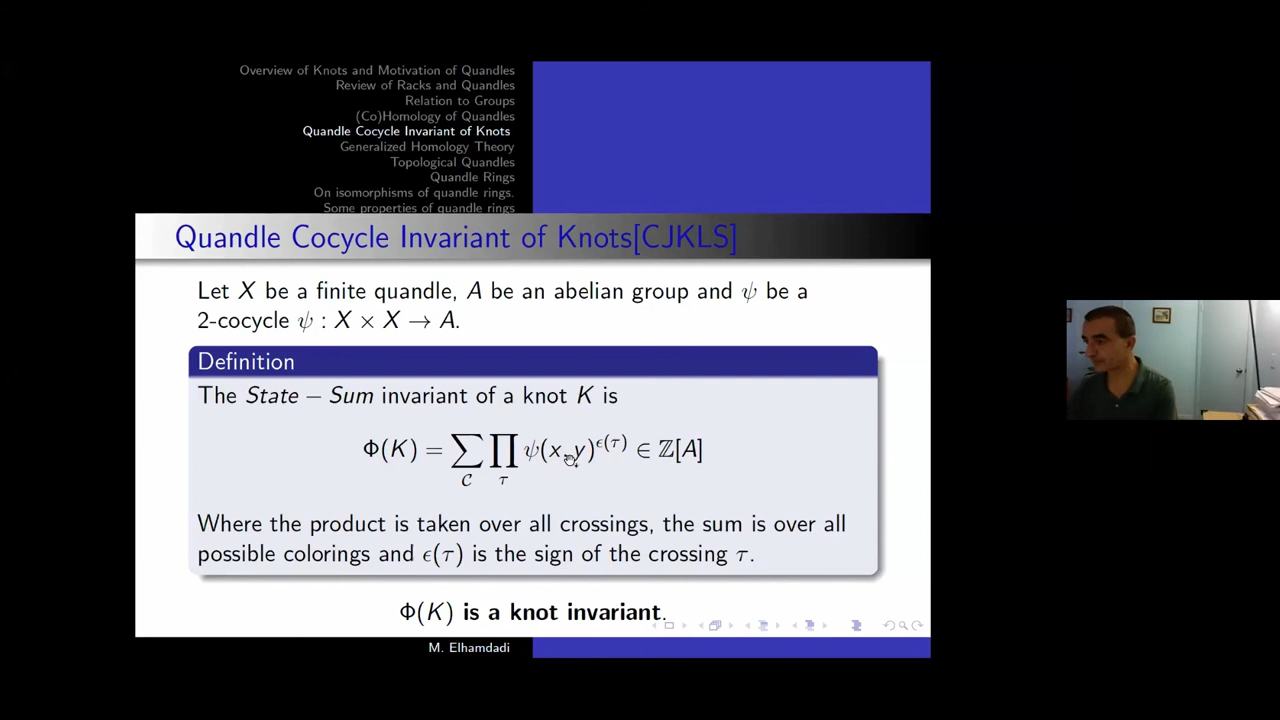 Overview of Knots and Motivation of Quandles
Review of Racks and Quandles
Relation to Groups
(Co)Homology of Quandles
Quandle Cocycle Invariant of Knots
Generalized Homology Theory
Topological Quandles
Quandle Rings
On isomorphisms of quandle rings.
Some properties of quandle rings
Quandle Cocycle Invariant of Knots[CJKLS]
Let X be a finite quandle, A be an abelian group and ψ be a
2-cocycle ψ : X × X → A.
Definition
The State − Sum invariant of a knot K is
Φ(K) = ∑_C ∏_τ ψ(x, y)^{ϵ(τ)} ∈ ℤ[A]
Where the product is taken over all crossings, the sum is over all
possible colorings and ϵ(τ) is the sign of the crossing τ.
Φ(K) is a knot invariant.
M. Elhamdadi